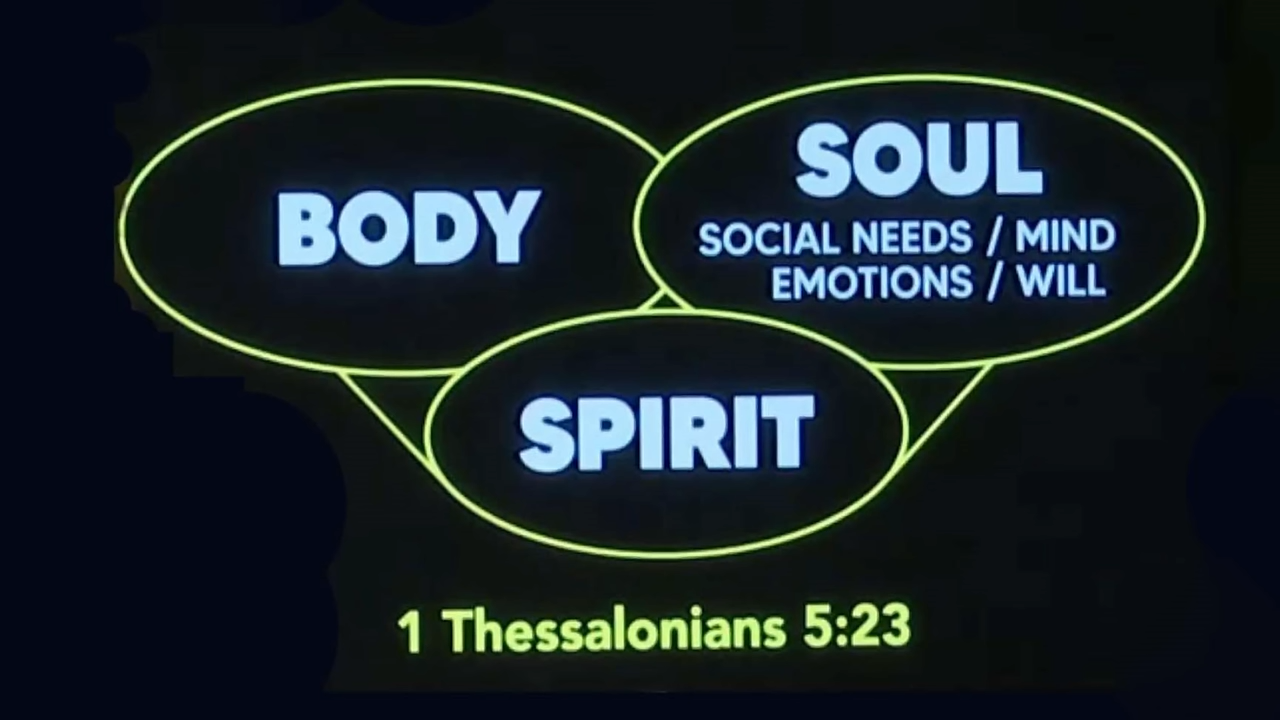 BODY
SOUL
SOCIAL NEEDS / MIND
EMOTIONS / WILL
SPIRIT
1 Thessalonians 5:23